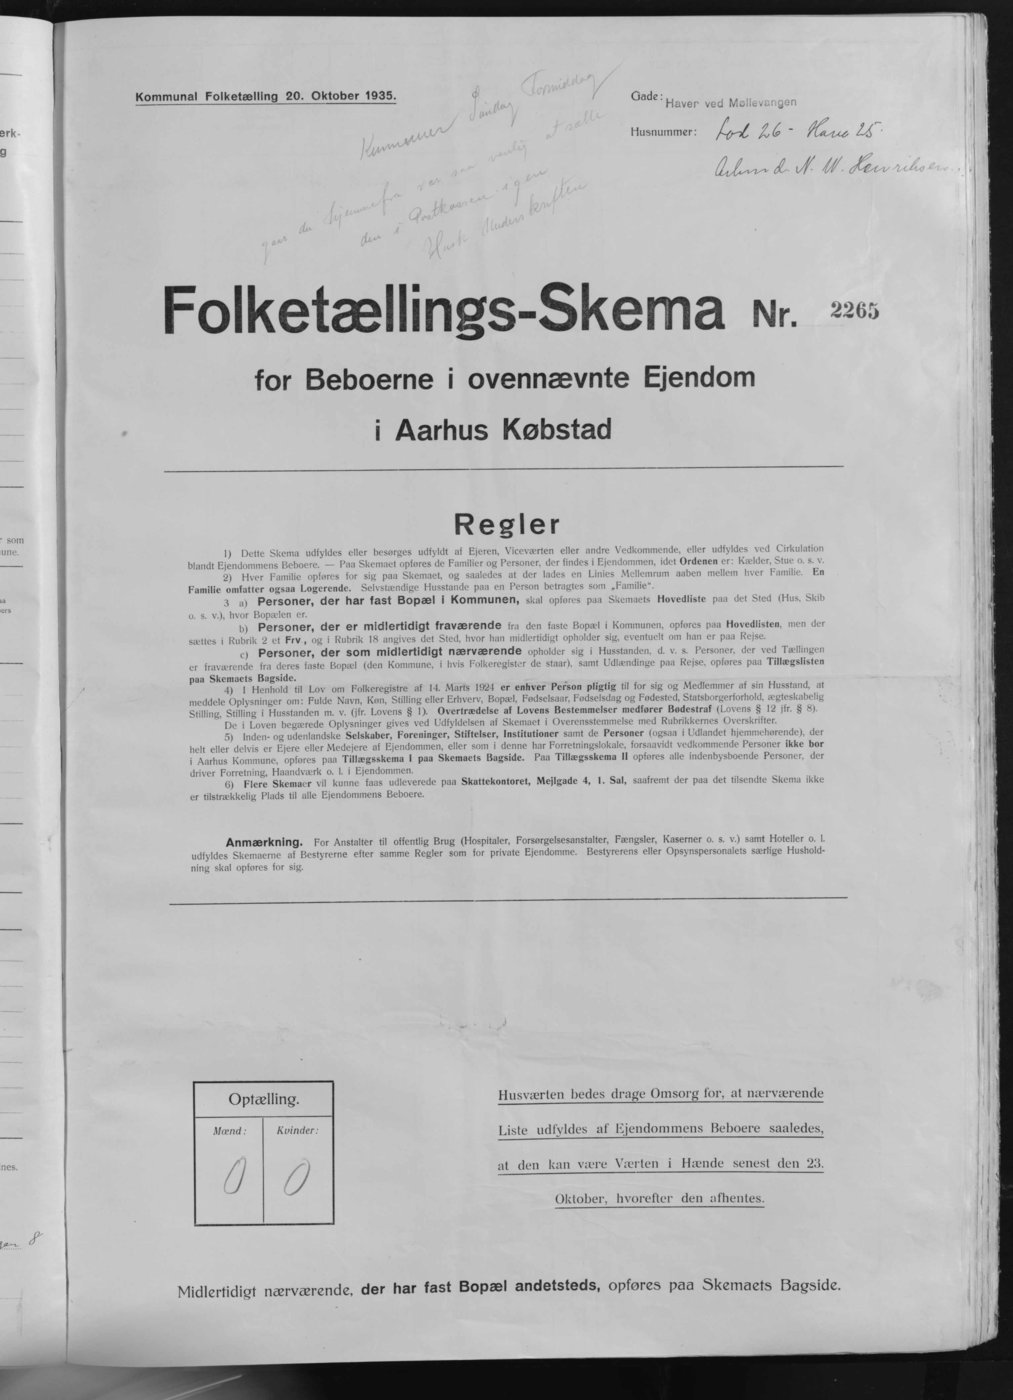 Kommunal Folketælling 20. Oktober 1935.
Gade: Haver ved Møllevangen
Husnummer: Lod 26 - Have 25.
Arbmd. N. W. Henriksen
Kommer Søndag Formiddag
gaar du hjemmefra vær saa venlig at sætte
den i Postkassen igen
Husk Underskriften
Folketællings-Skema Nr. 2265
for Beboerne i ovennævnte Ejendom
i Aarhus Købstad
Regler
1) Dette Skema udfyldes eller besørges udfyldt af Ejeren, Viceværten eller andre Vedkommende, eller udfyldes ved Cirkulation
blandt Ejendommens Beboere. — Paa Skemaet opføres de Familier og Personer, der findes i Ejendommen, idet Ordenen er: Kælder, Stue o. s. v.
2) Hver Familie opføres for sig paa Skemaet, og saaledes at der lades en Linies Mellemrum aaben mellem hver Familie. En
Familie omfatter ogsaa Logerende. Selvstændige Husstande paa en Person betragtes som „Familie“.
3 a) Personer, der har fast Bopæl i Kommunen, skal opføres paa Skemaets Hovedliste paa det Sted (Hus, Skib
o. s. v.), hvor Bopælen er.
b) Personer, der er midlertidigt fraværende fra den faste Bopæl i Kommunen, opføres paa Hovedlisten, men der
sættes i Rubrik 2 et Frv., og i Rubrik 18 angives det Sted, hvor han midlertidigt opholder sig, eventuelt om han er paa Rejse.
c) Personer, der som midlertidigt nærværende opholder sig i Husstanden, d. v. s. Personer, der ved Tællingen
er fraværende fra deres faste Bopæl (den Kommune, i hvis Folkeregister de staar), samt Udlændinge paa Rejse, opføres paa Tillægslisten
paa Skemaets Bagside.
4) I Henhold til Lov om Folkeregistre af 14. Marts 1924 er enhver Person pligtig til for sig og Medlemmer af sin Husstand, at
meddele Oplysninger om: Fulde Navn, Køn, Stilling eller Erhverv, Bopæl, Fødselsaar, Fødselsdag og Fødested, Statsborgerforhold, ægteskabelig
Stilling, Stilling i Husstanden m. v. (jfr. Lovens § 1). Overtrædelse af Lovens Bestemmelser medfører Bødestraf (Lovens § 12 jfr. § 8).
De i Loven begærede Oplysninger gives ved Udfyldelsen af Skemaet i Overensstemmelse med Rubrikkernes Overskrifter.
5) Inden- og udenlandske Selskaber, Foreninger, Stiftelser, Institutioner samt de Personer (ogsaa i Udlandet hjemmehørende), der
helt eller delvis er Ejere eller Medejere af Ejendommen, eller som i denne har Forretningslokale, forsaavidt vedkommende Personer ikke bor
i Aarhus Kommune, opføres paa Tillægsskema I paa Skemaets Bagside. Paa Tillægsskema II opføres alle indenbysboende Personer, der
driver Forretning, Haandværk o. l. i Ejendommen.
6) Flere Skemaer vil kunne faas udleverede paa Skattekontoret, Mejlgade 4, 1. Sal, saafremt der paa det tilsendte Skema ikke
er tilstrækkelig Plads til alle Ejendommens Beboere.
Anmærkning. For Anstalter til offentlig Brug (Hospitaler, Forsørgelsesanstalter, Fængsler, Kaserner o. s. v.) samt Hoteller o. l.
udfyldes Skemaerne af Bestyrerne efter samme Regler som for private Ejendomme. Bestyrerens eller Opsynspersonalets særlige Hushold-
ning skal opføres for sig.
Optælling.
Mænd: Kvinder:
0 0
Husværten bedes drage Omsorg for, at nærværende
Liste udfyldes af Ejendommens Beboere saaledes,
at den kan være Værten i Hænde senest den 23.
Oktober, hvorefter den afhentes.
Midlertidigt nærværende, der har fast Bopæl andetsteds, opføres paa Skemaets Bagside.